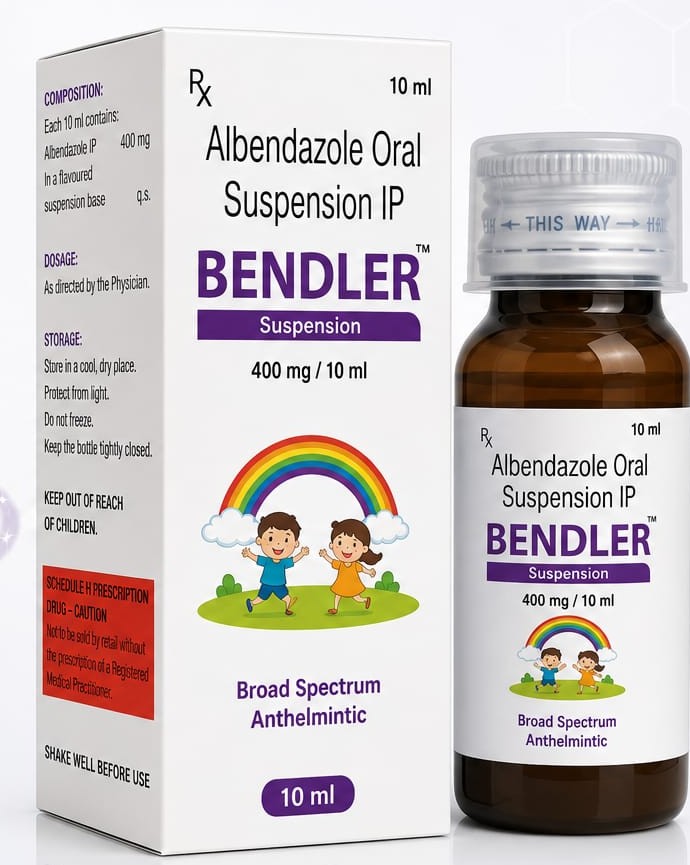 COMPOSITION:
Each 10 ml contains:
Albendazole IP 400 mg
In a flavoured
suspension base q.s.
DOSAGE:
As directed by the Physician.
STORAGE:
Store in a cool, dry place.
Protect from light.
Do not freeze.
Keep the bottle tightly closed.
KEEP OUT OF REACH
OF CHILDREN.
SCHEDULE H PRESCRIPTION
DRUG – CAUTION
Not to be sold by retail without
the prescription of a Registered
Medical Practitioner.
SHAKE WELL BEFORE USE
Rx 10 ml
Albendazole Oral
Suspension IP
BENDLER™
Suspension
400 mg / 10 ml
Broad Spectrum
Anthelmintic
10 ml
← THIS WAY →
Rx 10 ml
Albendazole Oral
Suspension IP
BENDLER™
Suspension
400 mg / 10 ml
Broad Spectrum
Anthelmintic